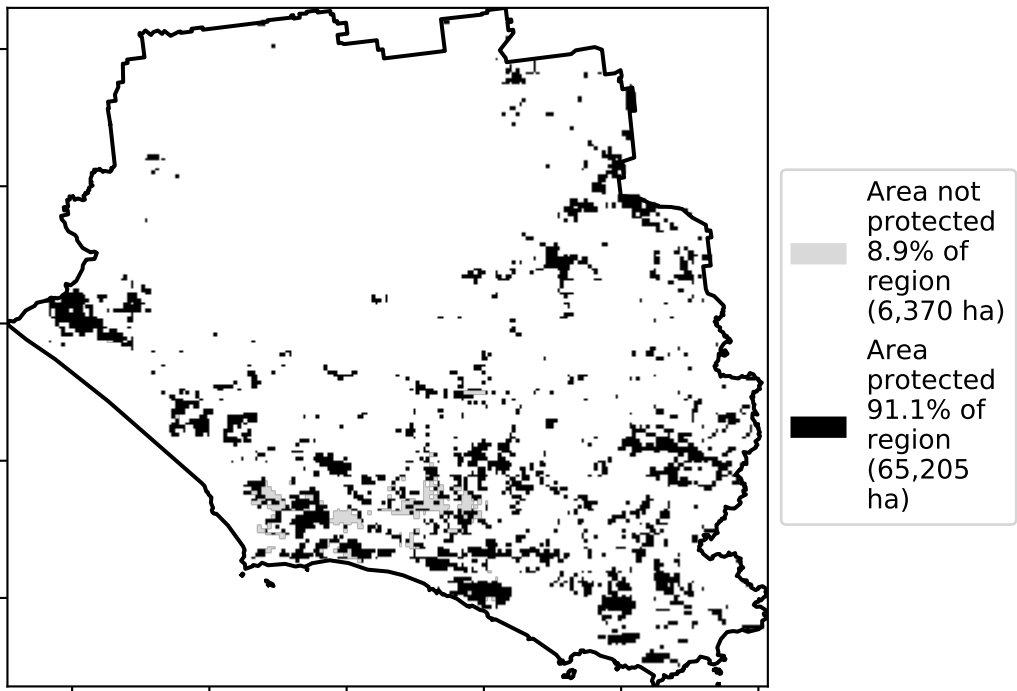 Area not
protected
8.9% of
region
(6,370 ha)
Area
protected
91.1% of
region
(65,205
ha)